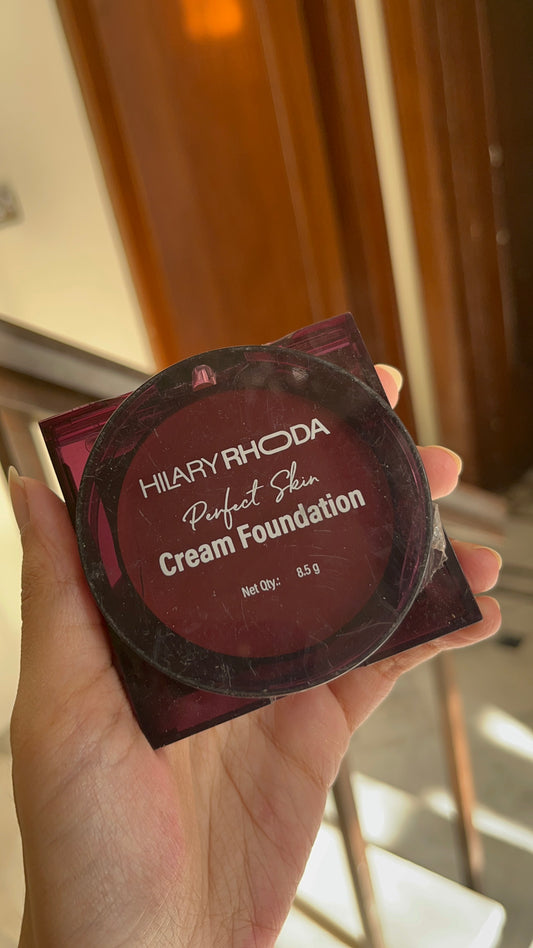 HILARY RHODA
Perfect Skin
Cream Foundation
Net Qty.: 8.5 g